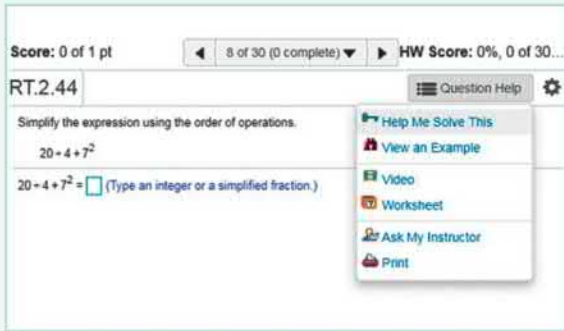 Score: 0 of 1 pt
8 of 30 (0 complete)
HW Score: 0%, 0 of 30...
RT.2.44
Question Help
Simplify the expression using the order of operations.
20 ÷ 4 + 7²
20 ÷ 4 + 7² = (Type an integer or a simplified fraction.)
Help Me Solve This
View an Example
Video
Worksheet
Ask My Instructor
Print